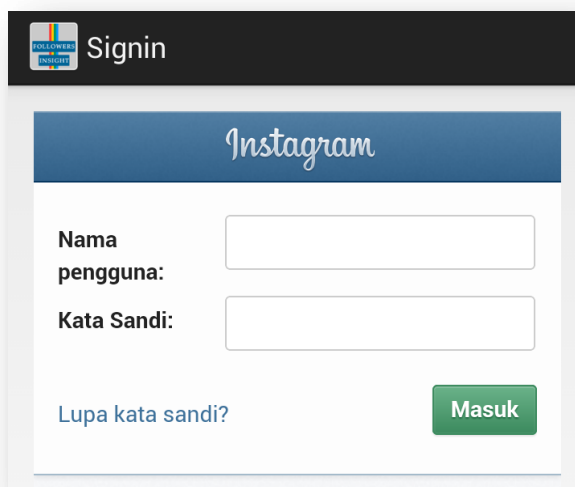 FOLLOWERS
INSIGHT
Signin
Instagram
Nama
pengguna:
Kata Sandi:
Lupa kata sandi?
Masuk